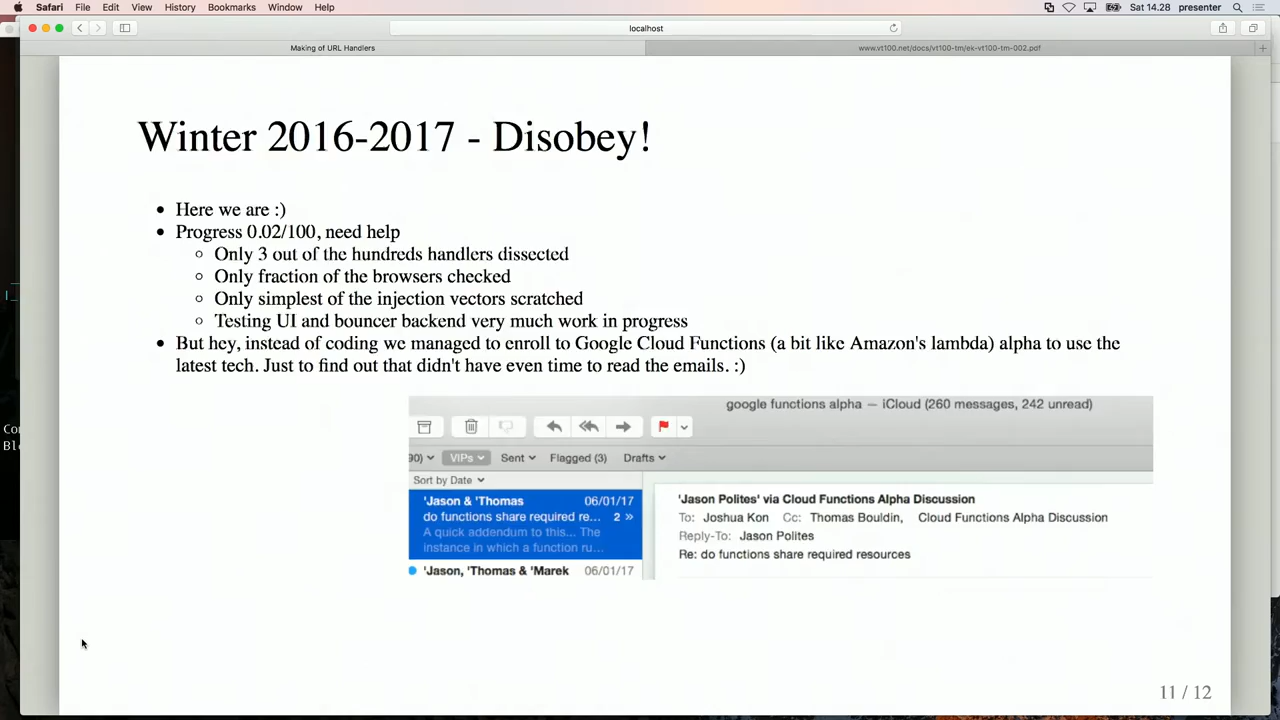 Safari File Edit View History Bookmarks Window Help Sat 14.28 presenter
localhost
Making of URL Handlers www.vt100.net/docs/vt100-tm/ek-vt100-tm-002.pdf
Winter 2016-2017 - Disobey!
• Here we are :)
• Progress 0.02/100, need help
◦ Only 3 out of the hundreds handlers dissected
◦ Only fraction of the browsers checked
◦ Only simplest of the injection vectors scratched
◦ Testing UI and bouncer backend very much work in progress
• But hey, instead of coding we managed to enroll to Google Cloud Functions (a bit like Amazon's lambda) alpha to use the
latest tech. Just to find out that didn't have even time to read the emails. :)
google functions alpha — iCloud (260 messages, 242 unread)
90) VIPs Sent Flagged (3) Drafts
Sort by Date
'Jason & 'Thomas 06/01/17
do functions share required re... 2 »
A quick addendum to this... The
instance in which a function ru...
'Jason, 'Thomas & 'Marek 06/01/17
'Jason Polites' via Cloud Functions Alpha Discussion
To: Joshua Kon Cc: Thomas Bouldin, Cloud Functions Alpha Discussion
Reply-To: Jason Polites
Re: do functions share required resources
Co
Bl
11 / 12